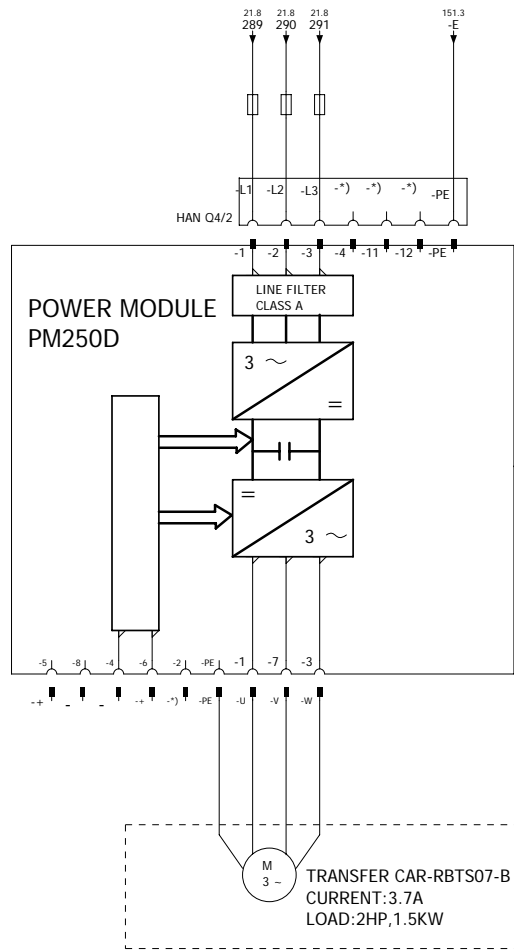 21.8 21.8 21.8 151.3
289 290 291 -E
-L1 -L2 -L3 -*) -*) -*) -PE
HAN Q4/2
-1 -2 -3 -4 -11 -12 -PE
LINE FILTER
CLASS A
POWER MODULE
PM250D
3 ~
=
=
3 ~
-5 -8 -4 -6 -2 -PE -1 -7 -3
-+ - - -+ -*) -PE -U -V -W
M
3 ~
TRANSFER CAR-RBTS07-B
CURRENT:3.7A
LOAD:2HP,1.5KW